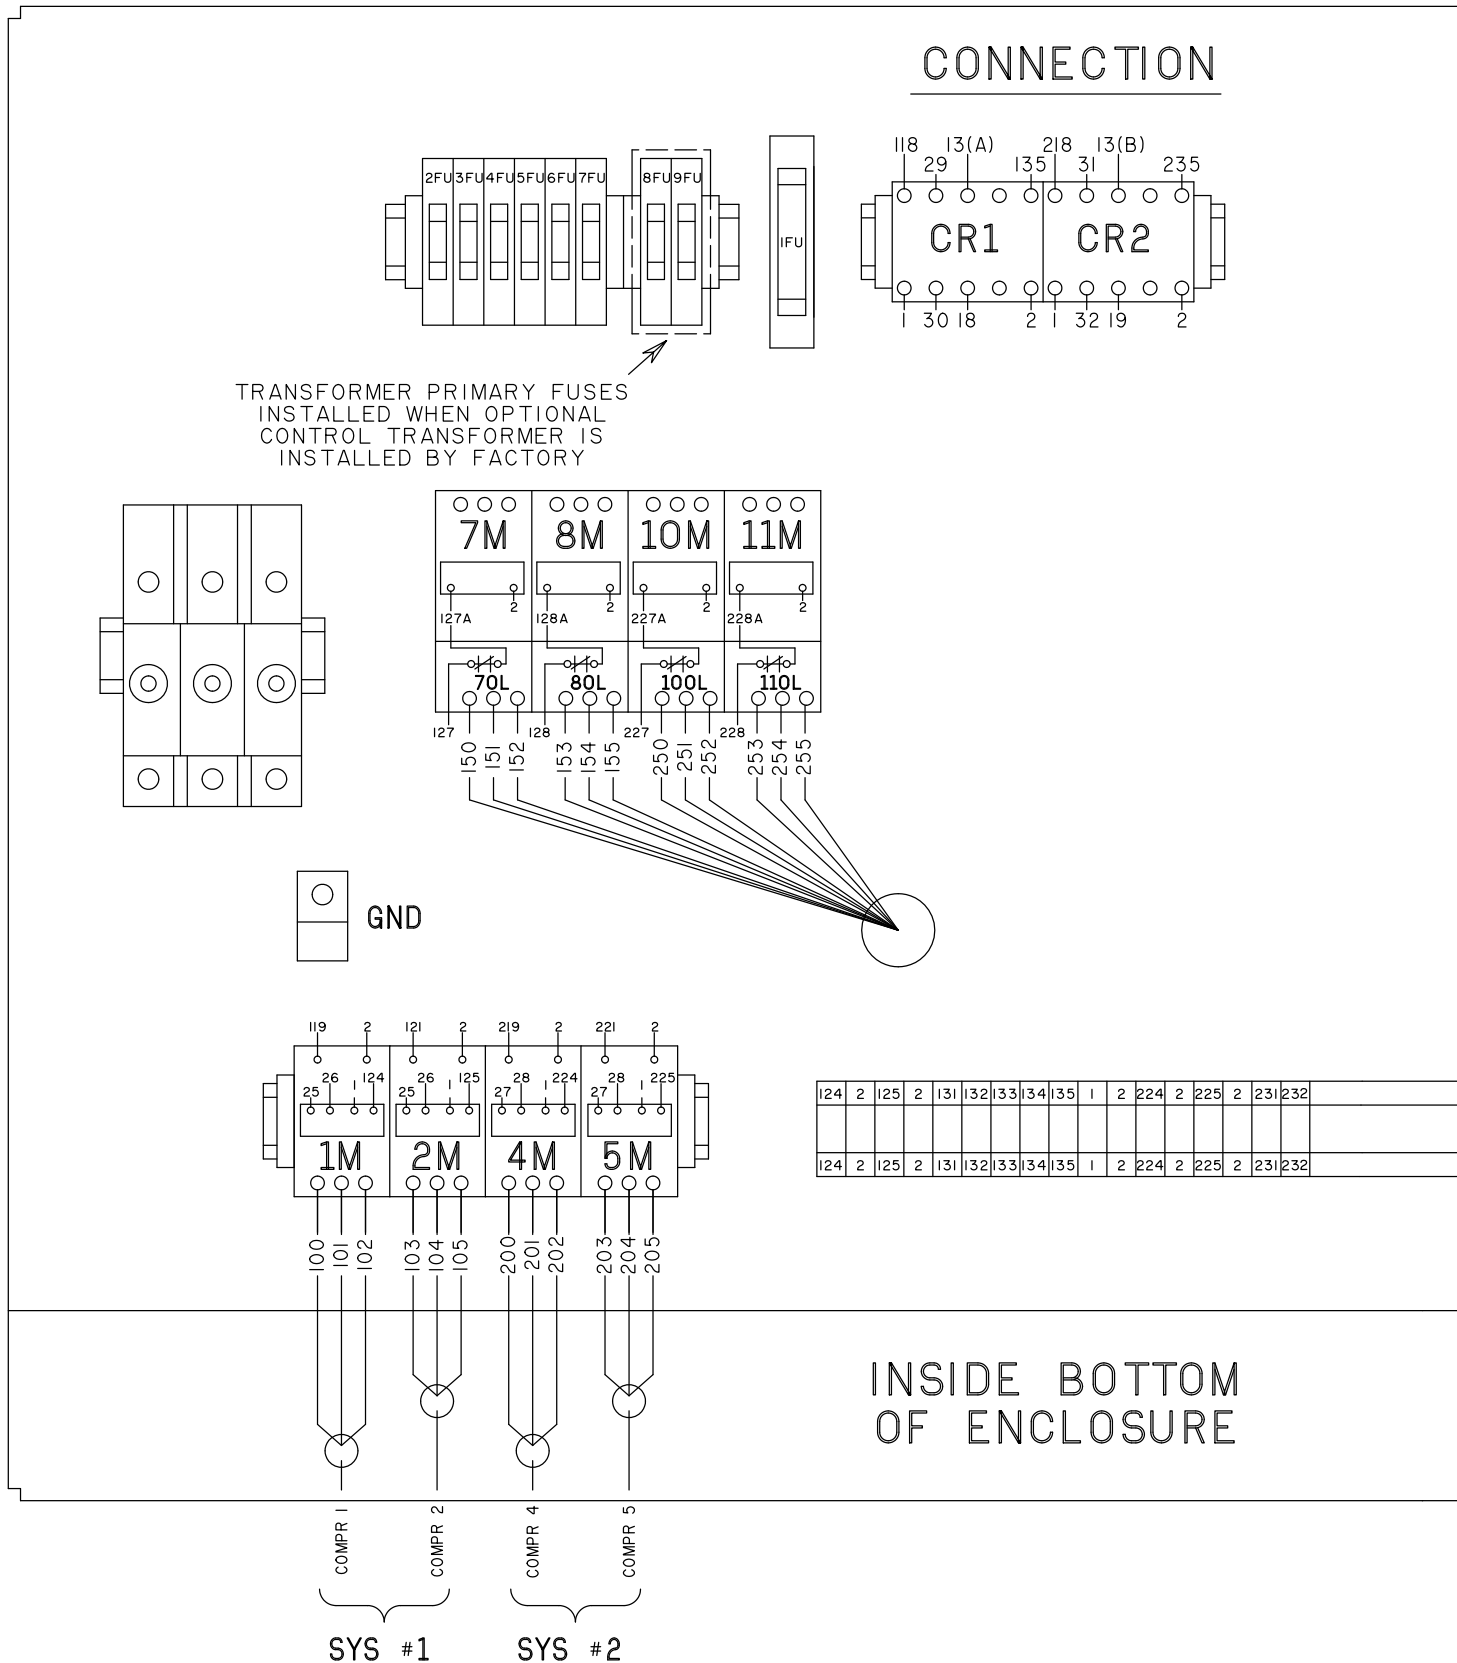 CONNECTION
118 13(A) 218 13(B)
29 135 31 235
2FU 3FU 4FU 5FU 6FU 7FU 8FU 9FU
1FU
CR1 CR2
1 30 18 2 1 32 19 2
TRANSFORMER PRIMARY FUSES
INSTALLED WHEN OPTIONAL
CONTROL TRANSFORMER IS
INSTALLED BY FACTORY
7M 8M 10M 11M
2 2 2 2
127A 128A 227A 228A
70L 80L 100L 110L
127 128 227 228
150 151 152 153 154 155 250 251 252 253 254 255
GND
119 2 121 2 219 2 221 2
26 124 26 125 28 224 28 225
25 25 27 27
1M 2M 4M 5M
124 2 125 2 131 132 133 134 135 1 2 224 2 225 2 231 232
124 2 125 2 131 132 133 134 135 1 2 224 2 225 2 231 232
100 101 102 103 104 105 200 201 202 203 204 205
INSIDE BOTTOM
OF ENCLOSURE
COMPR 1 COMPR 2 COMPR 4 COMPR 5
SYS #1 SYS #2